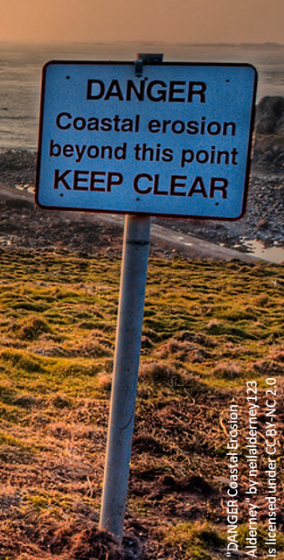 DANGER
Coastal erosion
beyond this point
KEEP CLEAR
"DANGER Coastal Erosion -
Alderney" by neilalderney123
is licensed under CC BY-NC 2.0